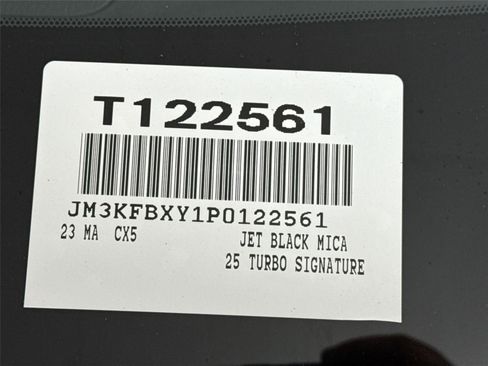 T122561
JM3KFBXY1P0122561
23 MA CX5 JET BLACK MICA
25 TURBO SIGNATURE